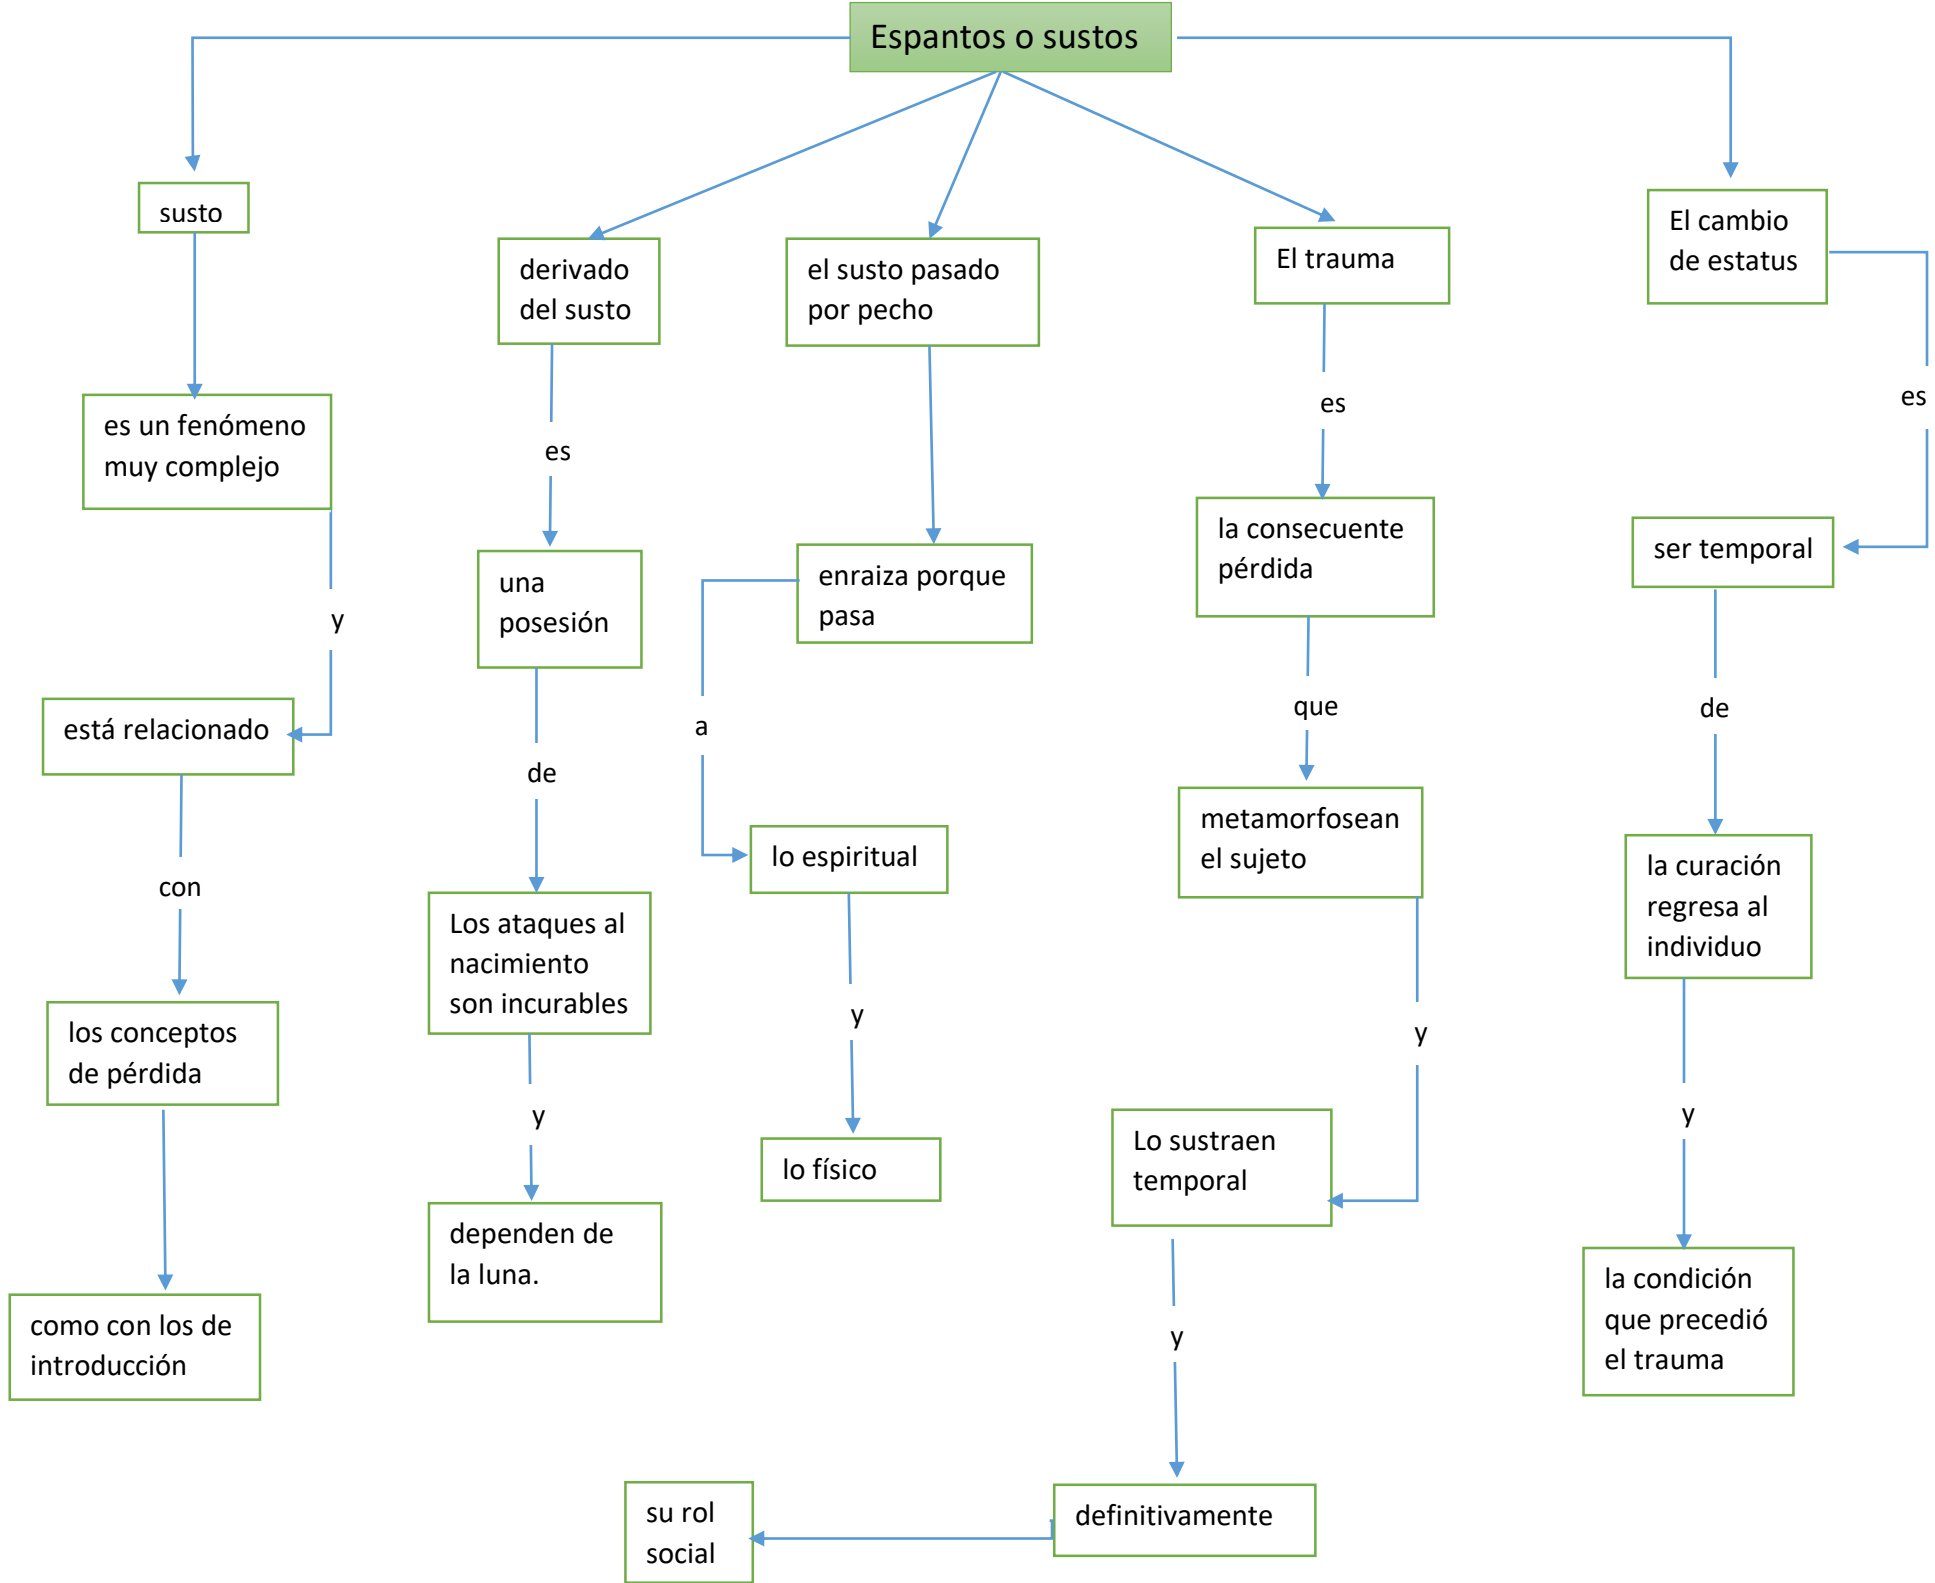 Espantos o sustos
susto
es un fenómeno
muy complejo
y
está relacionado
con
los conceptos
de pérdida
como con los de
introducción
derivado
del susto
es
una
posesión
de
Los ataques al
nacimiento
son incurables
y
dependen de
la luna.
el susto pasado
por pecho
enraiza porque
pasa
a
lo espiritual
y
lo físico
El trauma
es
la consecuente
pérdida
que
metamorfosean
el sujeto
y
Lo sustraen
temporal
y
definitivamente
su rol
social
El cambio
de estatus
es
ser temporal
de
la curación
regresa al
individuo
y
la condición
que precedió
el trauma